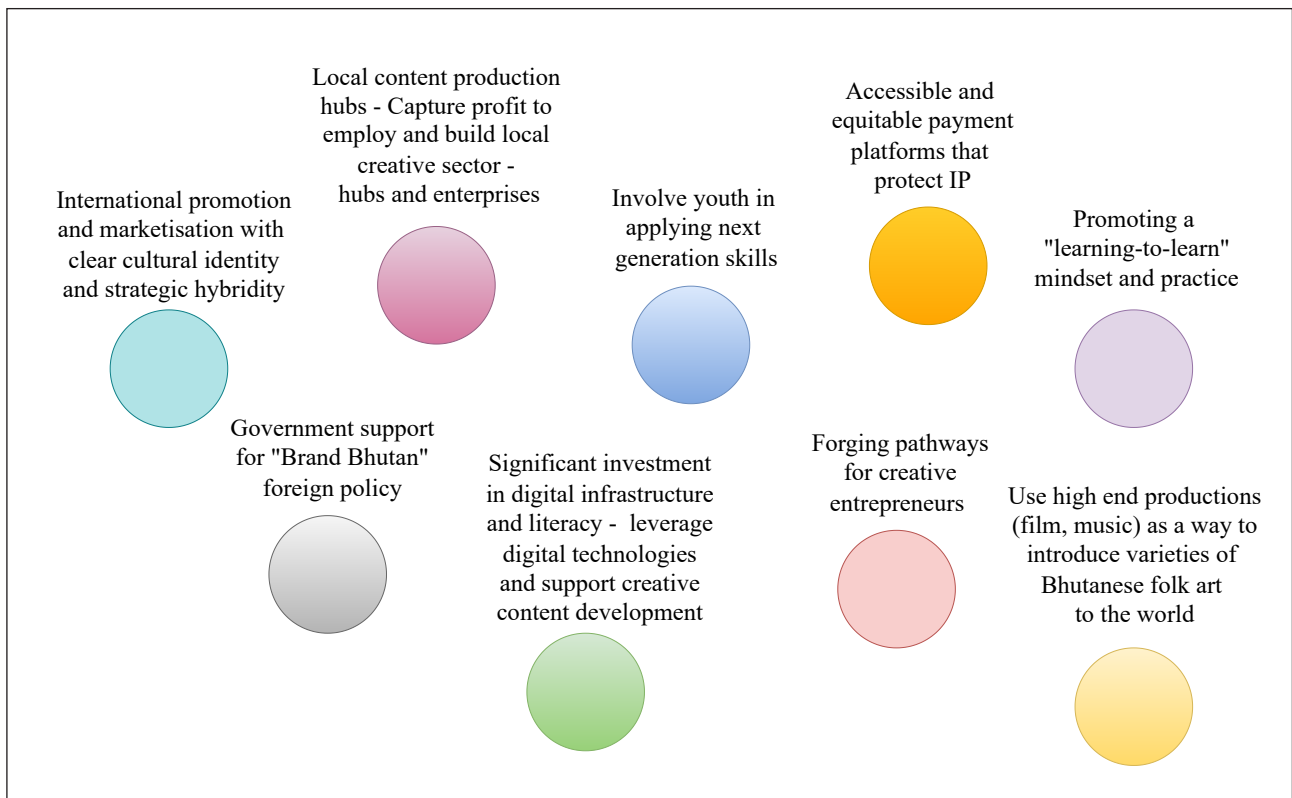 Local content production
hubs - Capture profit to
employ and build local
creative sector -
hubs and enterprises
Accessible and
equitable payment
platforms that
protect IP
International promotion
and marketisation with
clear cultural identity
and strategic hybridity
Involve youth in
applying next
generation skills
Promoting a
"learning-to-learn"
mindset and practice
Government support
for "Brand Bhutan"
foreign policy
Significant investment
in digital infrastructure
and literacy - leverage
digital technologies
and support creative
content development
Forging pathways
for creative
entrepreneurs
Use high end productions
(film, music) as a way to
introduce varieties of
Bhutanese folk art
to the world